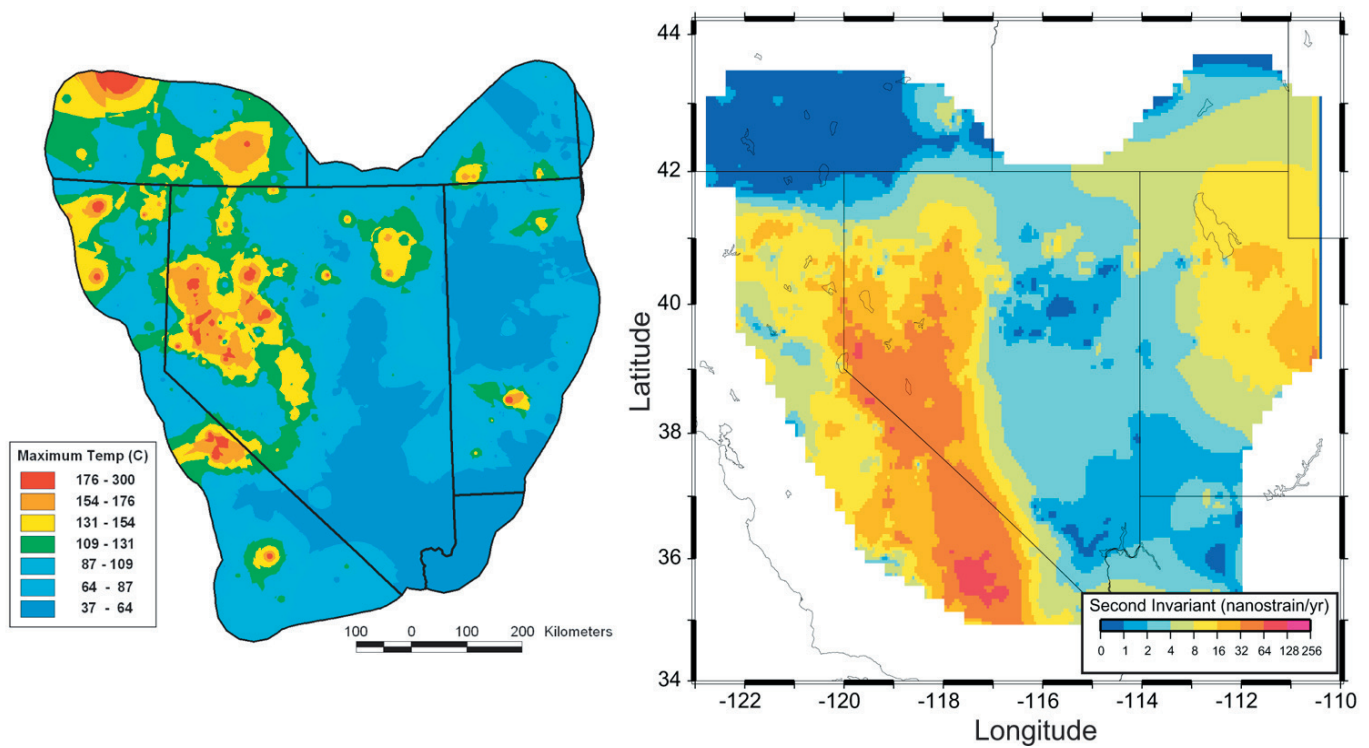 Maximum Temp (C)
176 - 300
154 - 176
131 - 154
109 - 131
87 - 109
64 - 87
37 - 64
100 0 100 200 Kilometers
44
42
40
38
36
34
Latitude
Second Invariant (nanostrain/yr)
0 1 2 4 8 16 32 64 128 256
-122 -120 -118 -116 -114 -112 -110
Longitude